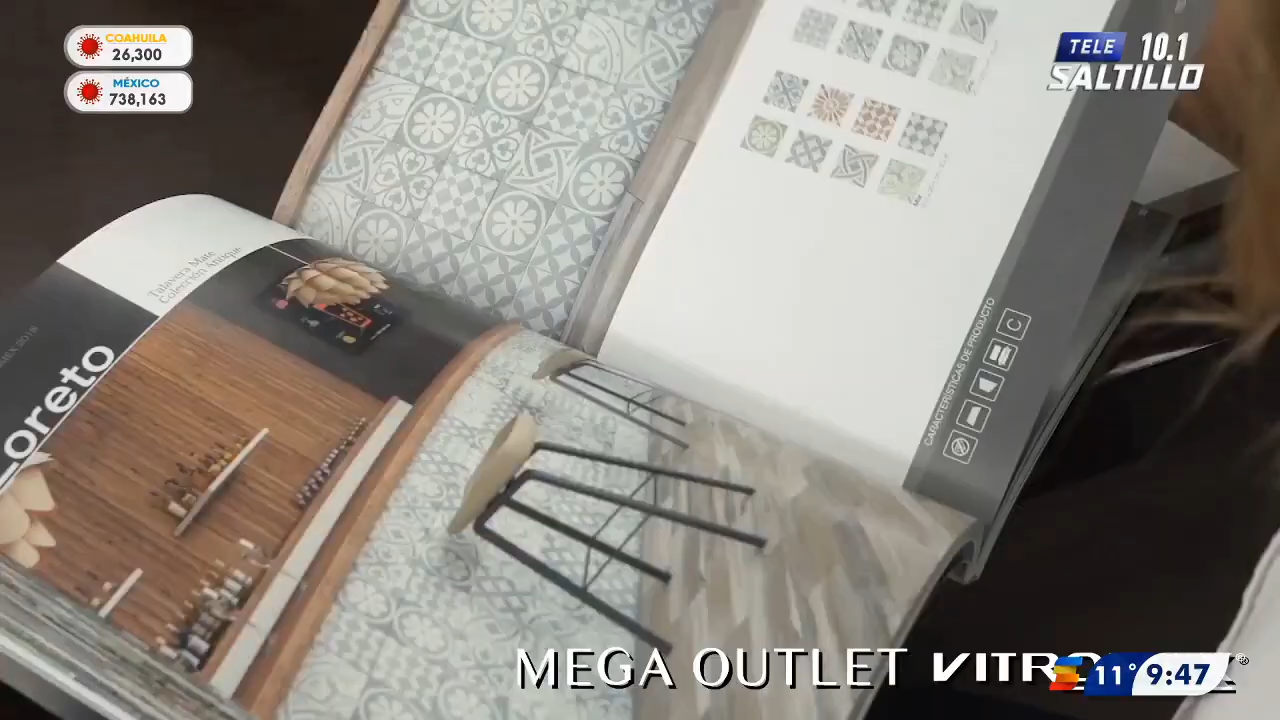 COAHUILA
26,300
MÉXICO
738,163
TELE 10.1
SALTILLO
Talavera Mate
Colección Antique
Loreto
CARACTERÍSTICAS DE PRODUCTO
C
MEGA OUTLET
11° 9:47